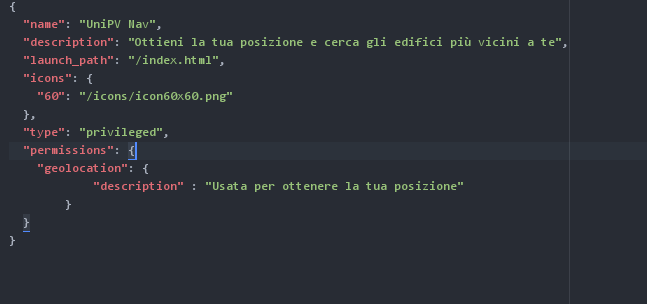 {
"name": "UniPV Nav",
"description": "Ottieni la tua posizione e cerca gli edifici più vicini a te",
"launch_path": "/index.html",
"icons": {
"60": "/icons/icon60x60.png"
},
"type": "privileged",
"permissions": {
"geolocation": {
"description" : "Usata per ottenere la tua posizione"
}
}
}